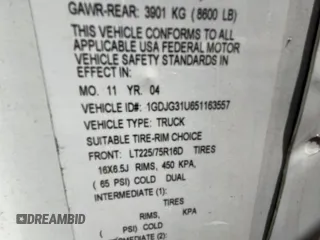 GAWR-REAR: 3901 KG ( 8600 LB)
THIS VEHICLE CONFORMS TO ALL
APPLICABLE USA FEDERAL MOTOR
VEHICLE SAFETY STANDARDS IN
EFFECT IN:
MO. 11 YR. 04
VEHICLE ID#: 1GDJG31U651163557
VEHICLE TYPE: TRUCK
SUITABLE TIRE-RIM CHOICE
FRONT: LT225/75R16D TIRES
16X6.5J RIMS, 450 KPA,
( 65 PSI) COLD DUAL
INTERMEDIATE (1):
TIRES
RIMS, KPA
( PSI) COLD
INTERMEDIATE (2):
DREAMBID